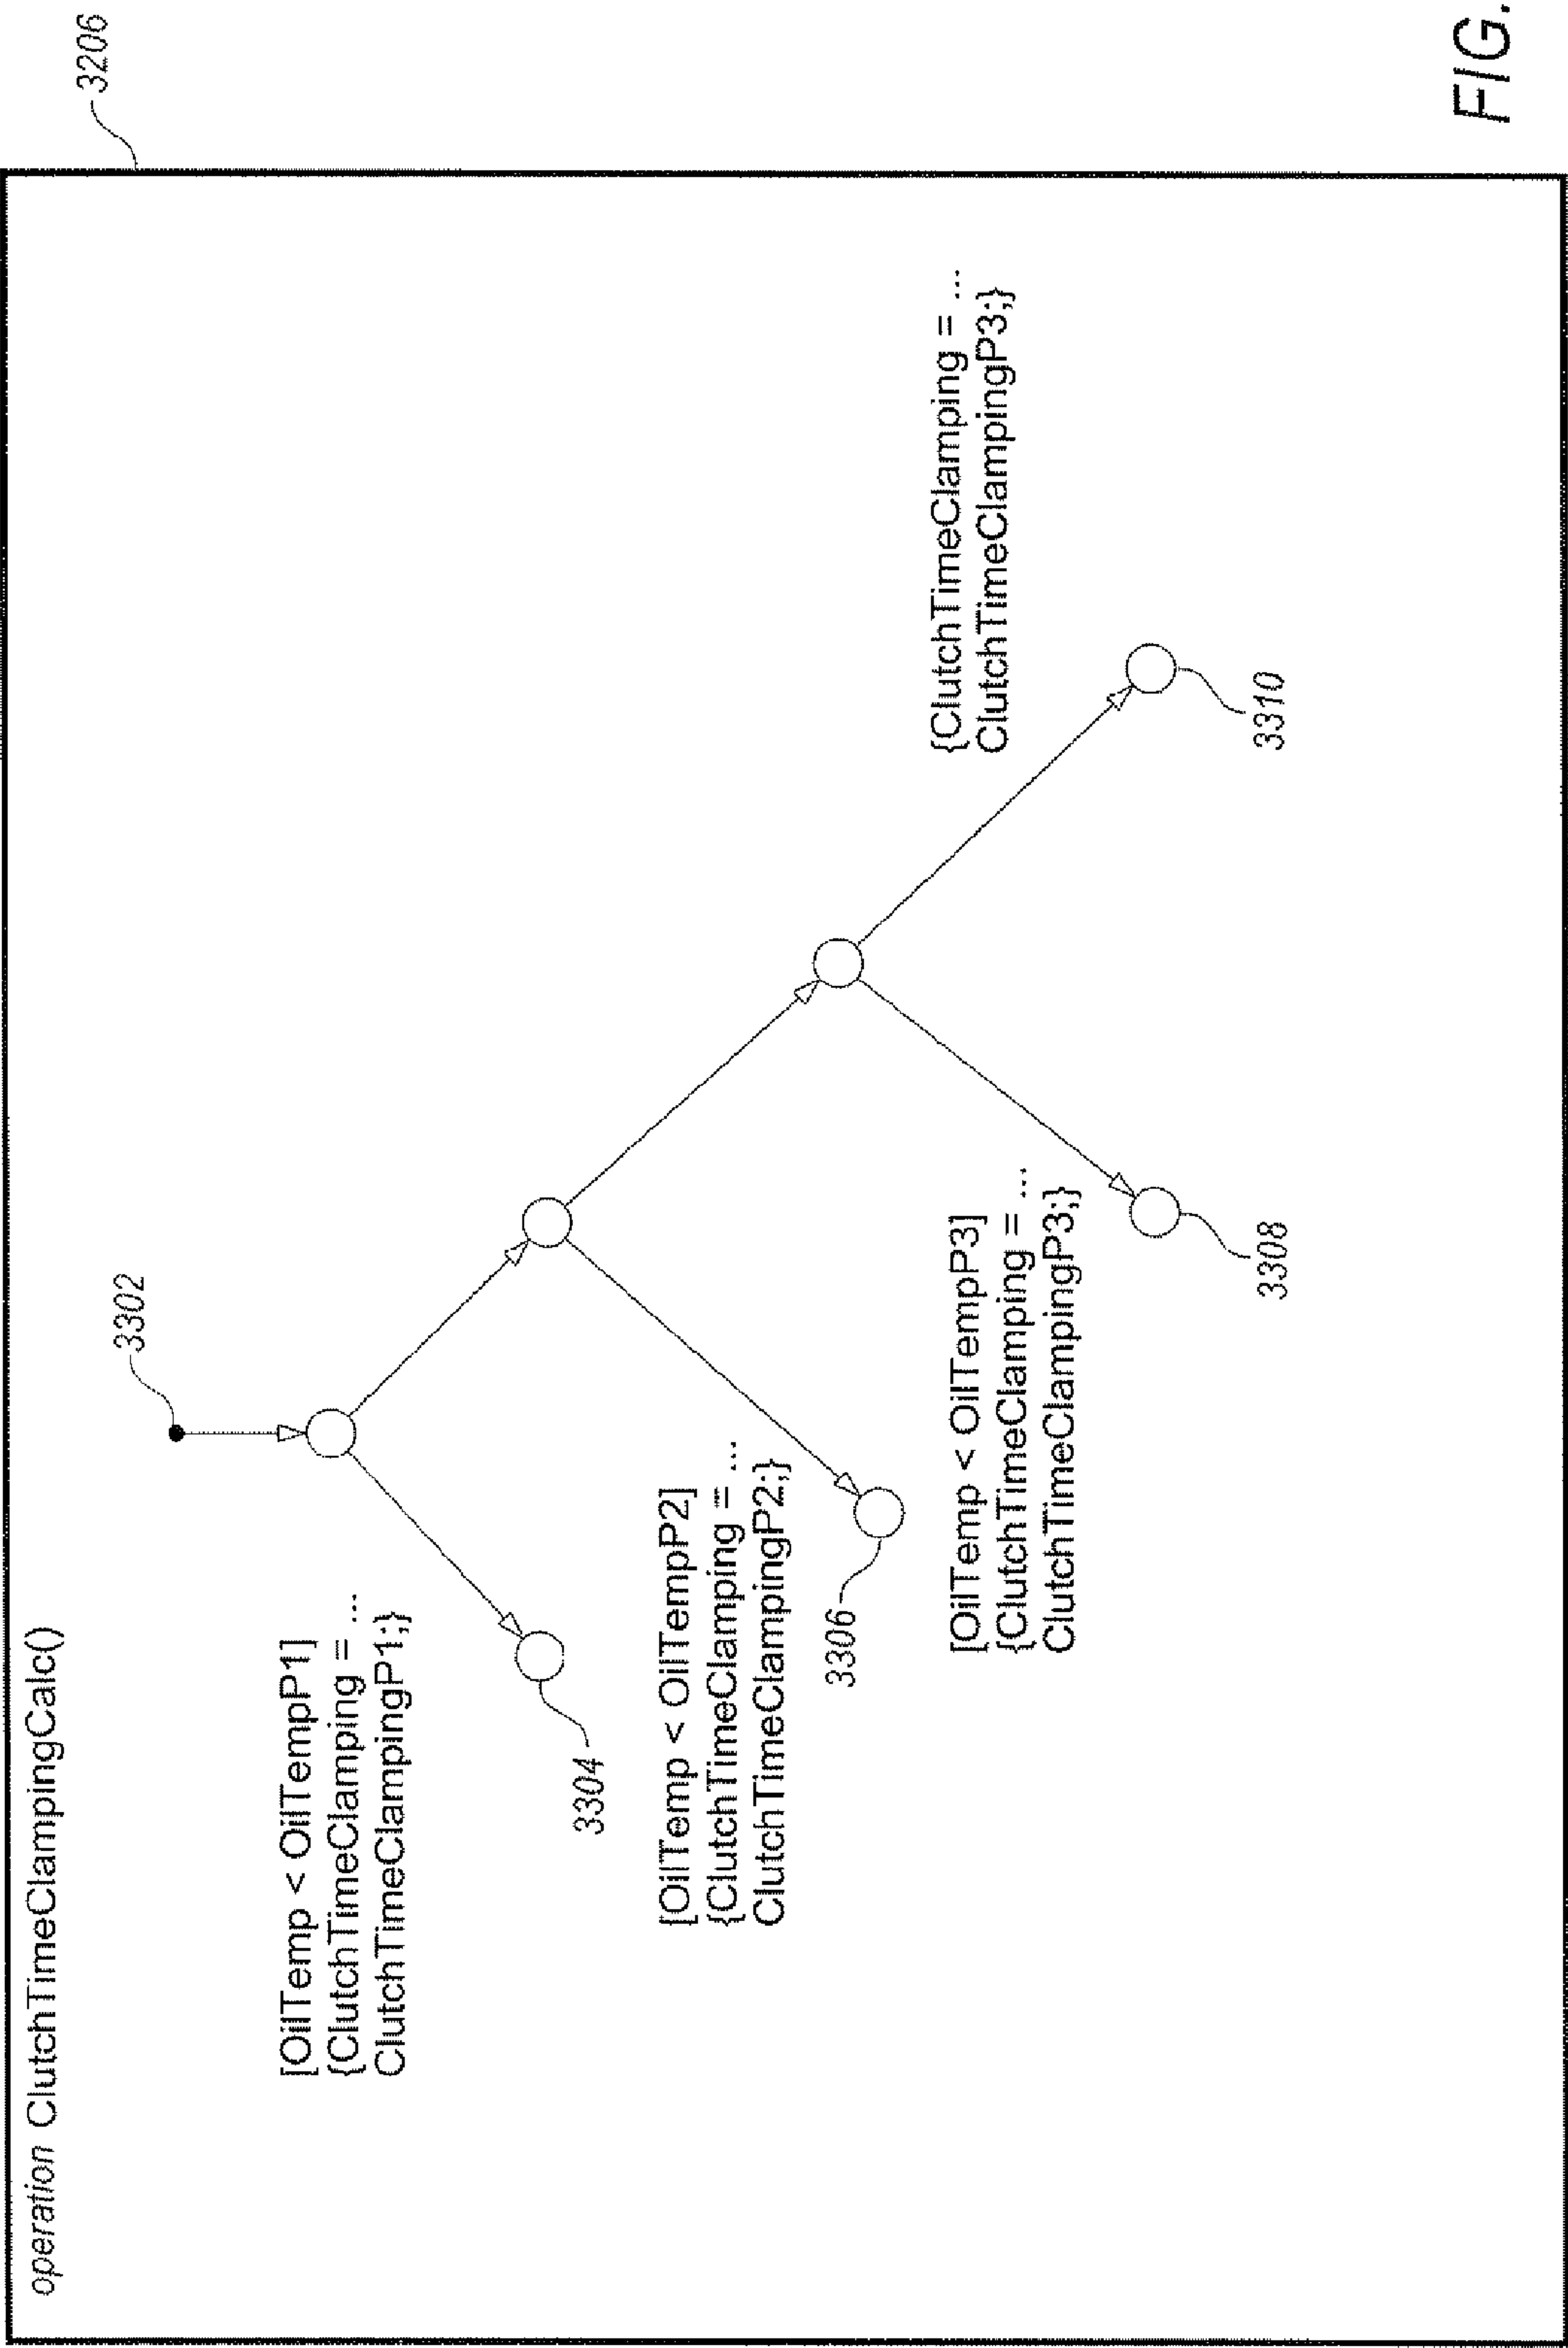 operation ClutchTimeClampingCalc()
3206
3302
[OilTemp < OilTempP1]
{ClutchTimeClamping = ...
ClutchTimeClampingP1;}
3304
[OilTemp < OilTempP2]
{ClutchTimeClamping = ...
ClutchTimeClampingP2;}
3306
[OilTemp < OilTempP3]
{ClutchTimeClamping = ...
ClutchTimeClampingP3;}
3308
{ClutchTimeClamping = ...
ClutchTimeClampingP3;}
3310
FIG.